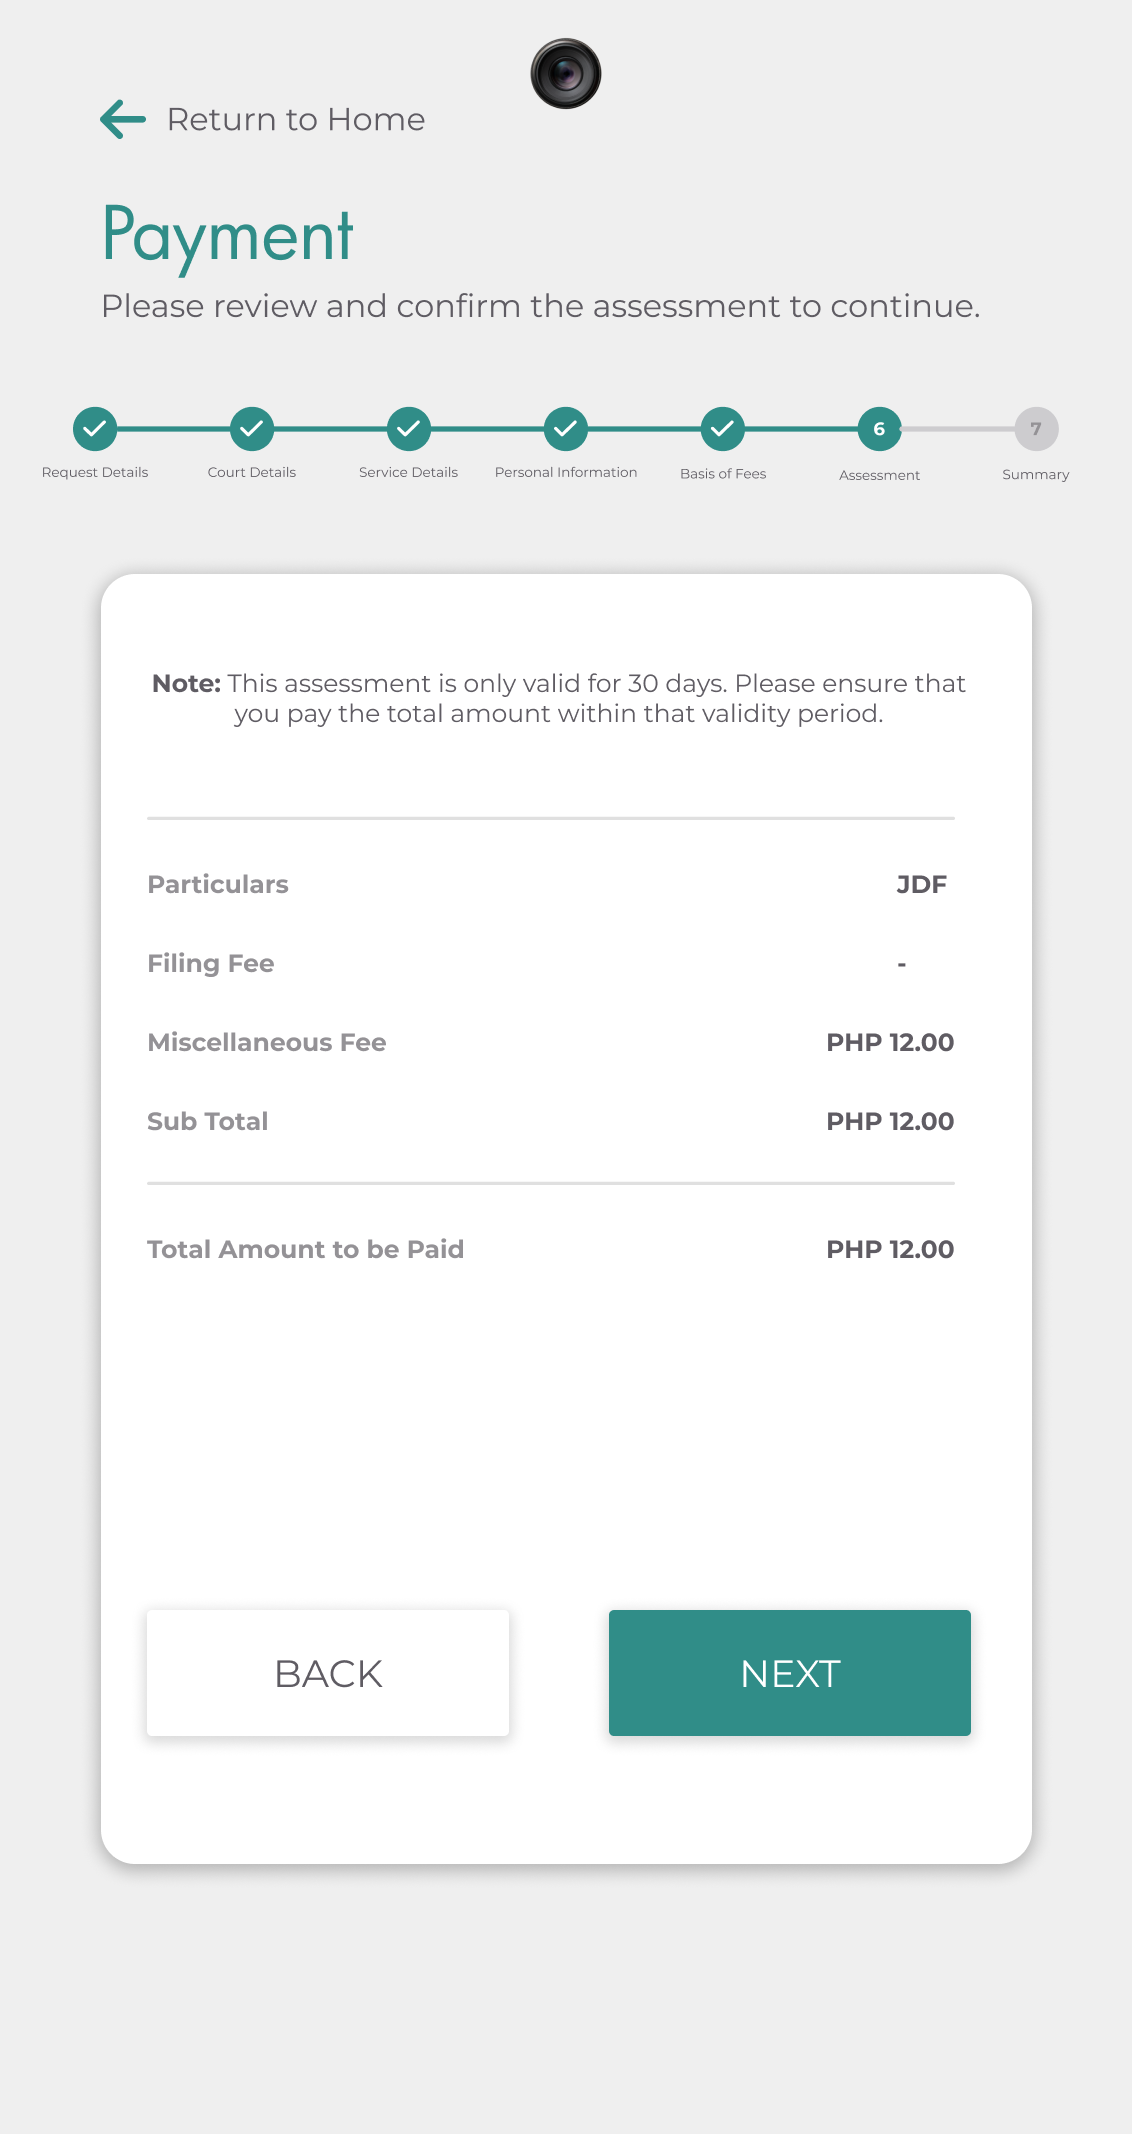 Return to Home
Payment
Please review and confirm the assessment to continue.
6
7
Request Details
Court Details
Service Details
Personal Information
Basis of Fees
Assessment
Summary
Note: This assessment is only valid for 30 days. Please ensure that
you pay the total amount within that validity period.
Particulars JDF
Filing Fee -
Miscellaneous Fee PHP 12.00
Sub Total PHP 12.00
Total Amount to be Paid PHP 12.00
BACK
NEXT